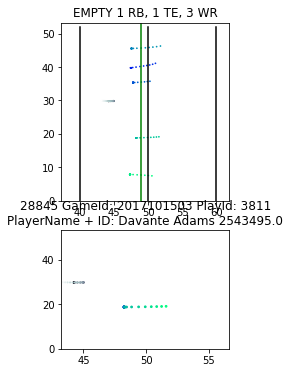 EMPTY 1 RB, 1 TE, 3 WR
50
40
30
20
10
0
40 45 50 55 60
28845 GameId: 2017101503 PlayId: 3811
PlayerName + ID: Davante Adams 2543495.0
40
20
0
45 50 55